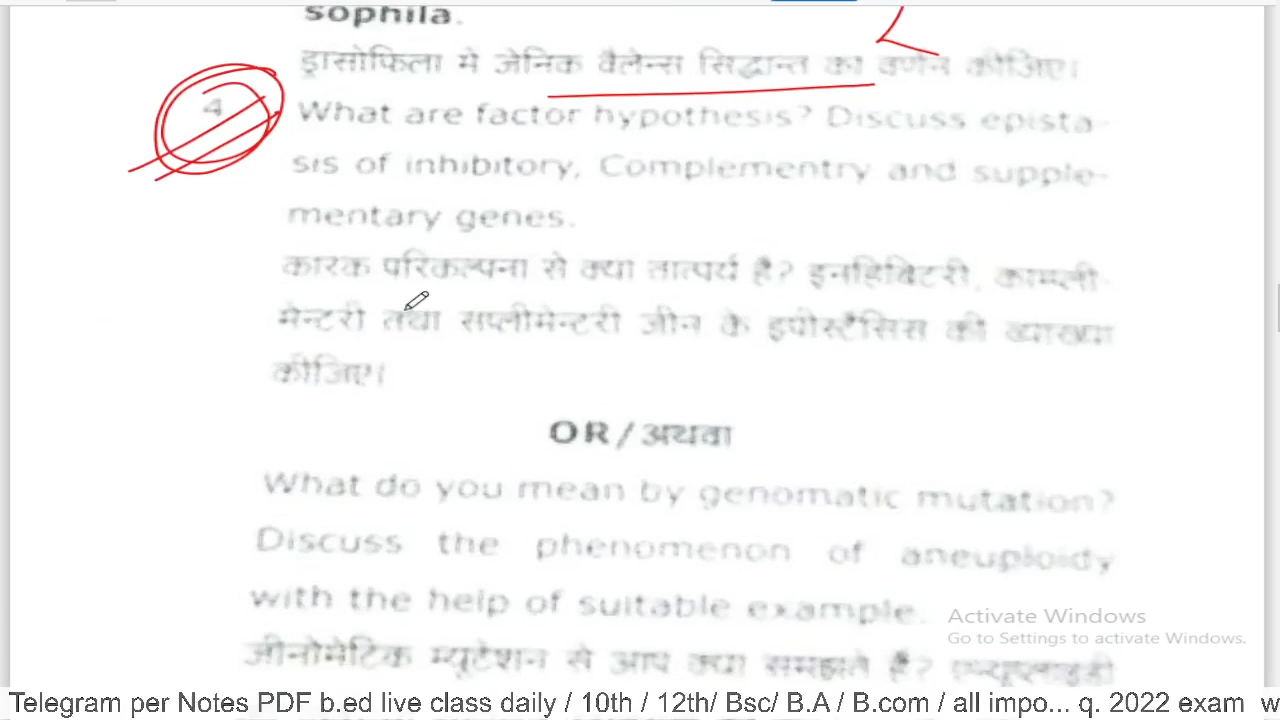 sophila.
ड्रासोफिला मे जेनिक वैलेन्स सिद्धान्त का वर्णन कीजिए।
4 What are factor hypothesis? Discuss epista-
sis of inhibitory, Complementry and supple-
mentary genes.
कारक परिकल्पना से क्या तात्पर्य है? इनहिबिटरी, काम्प्ली-
मेन्टरी तथा सप्लीमेन्टरी जीन के इपीस्टैसिस की व्याख्या
कीजिए।
OR/अथवा
What do you mean by genomatic mutation?
Discuss the phenomenon of aneuploidy
with the help of suitable example.
जीनोमेटिक म्यूटेशन से आप क्या समझते है? एन्यूप्लाइडी
Activate Windows
Go to Settings to activate Windows.
Telegram per Notes PDF b.ed live class daily / 10th / 12th/ Bsc/ B.A / B.com / all impo... q. 2022 exam w